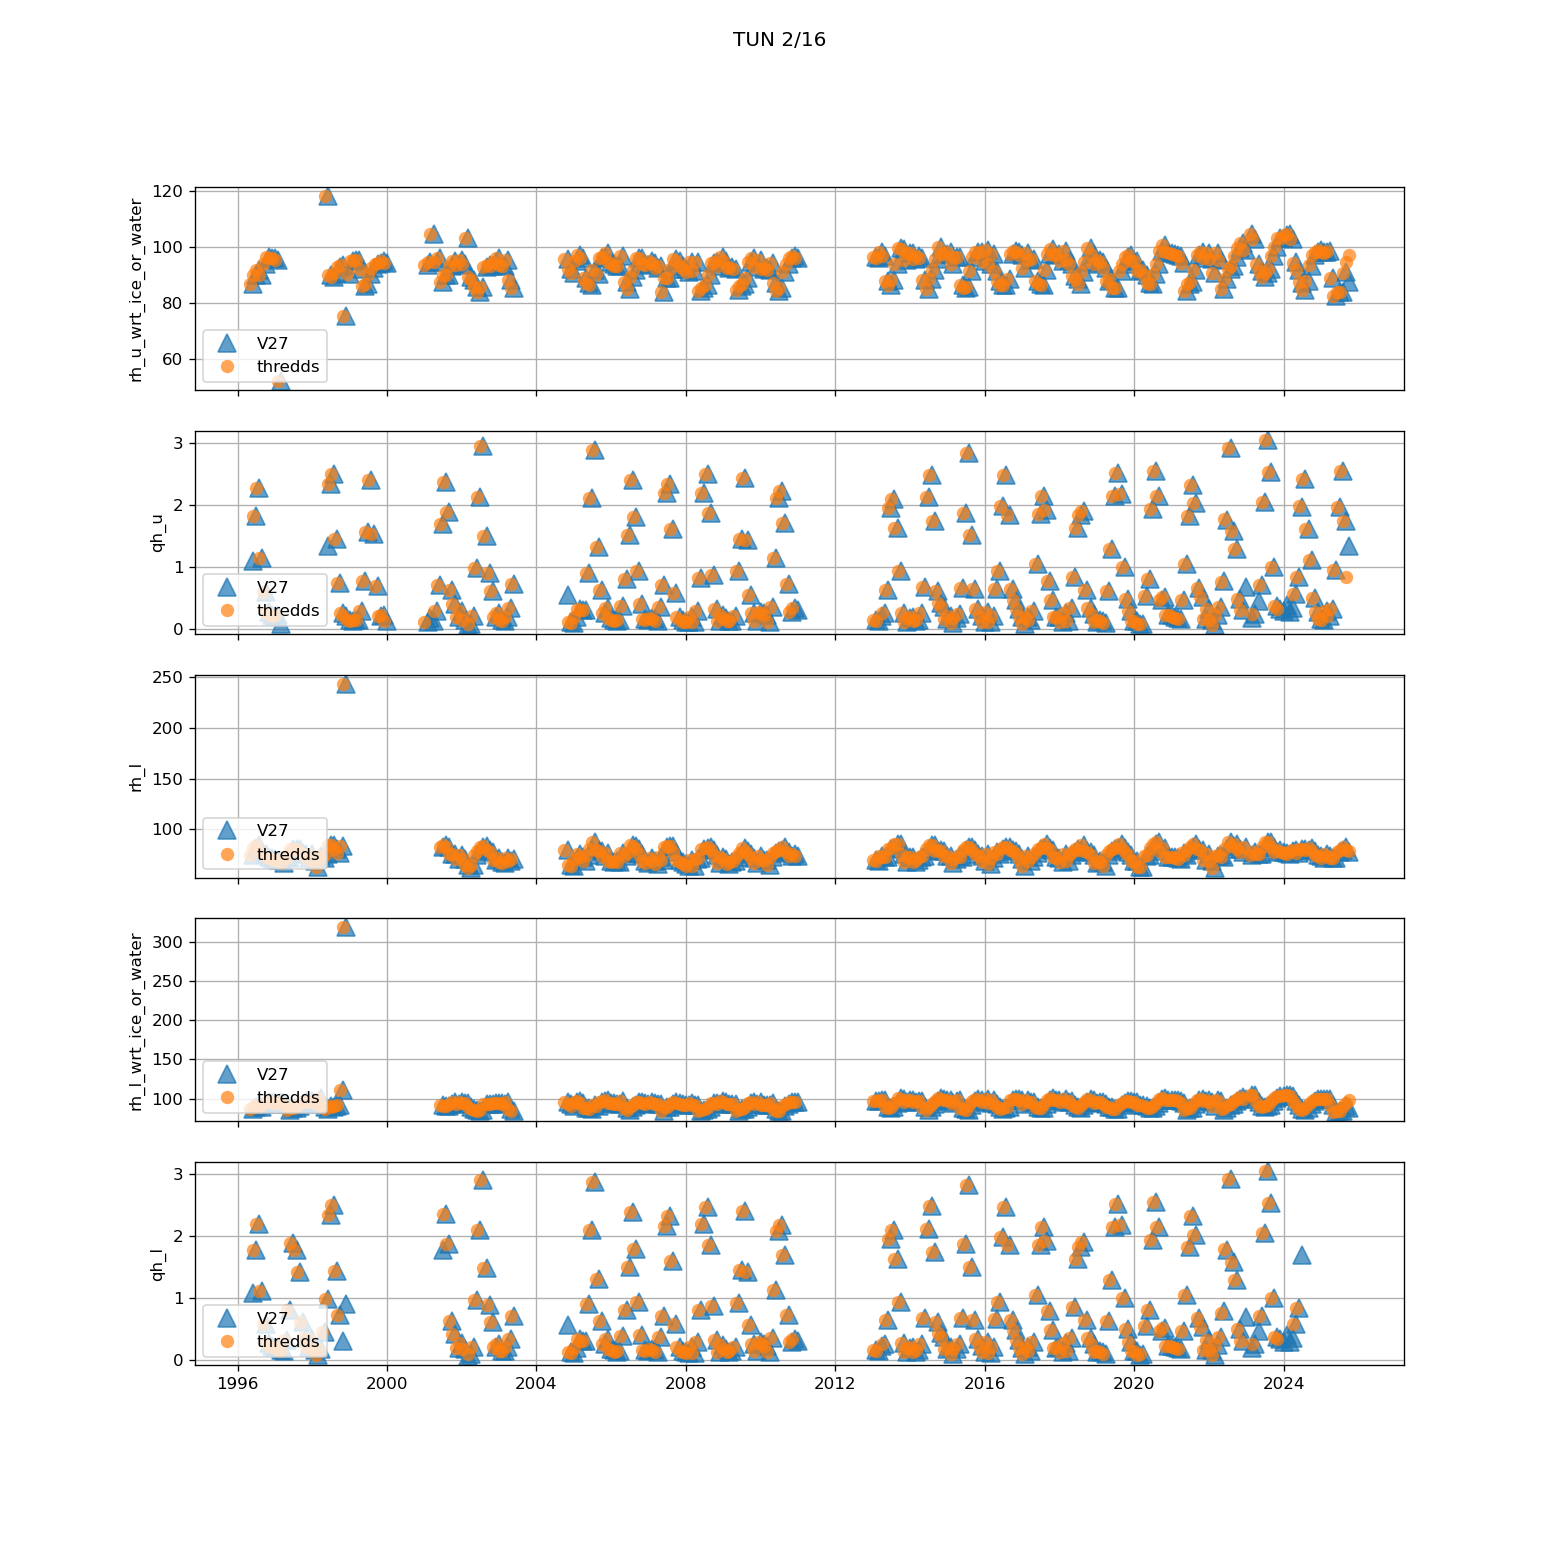 TUN 2/16
120
100
80
60
rh_u_wrt_ice_or_water
V27
thredds
3
2
1
0
qh_u
V27
thredds
250
200
150
100
rh_l
V27
thredds
300
250
200
150
100
rh_l_wrt_ice_or_water
V27
thredds
3
2
1
0
qh_l
V27
thredds
1996 2000 2004 2008 2012 2016 2020 2024